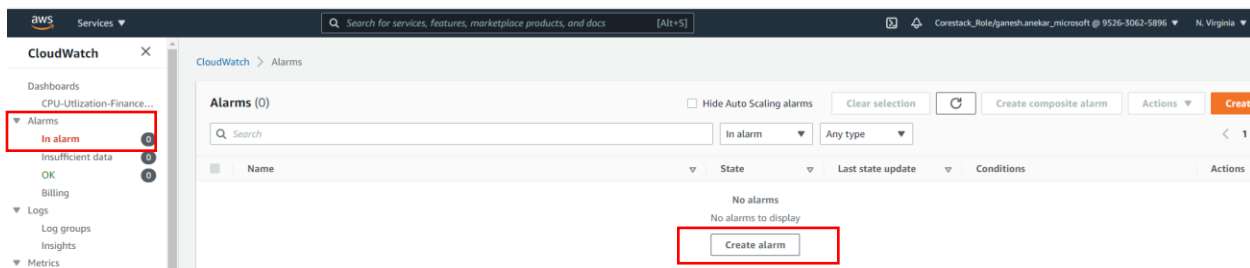 aws Services ▼ Search for services, features, marketplace products, and docs [Alt+S] Corestack_Role/ganesh.anekar_microsoft @ 9526-3062-5896 ▼ N. Virginia ▼
CloudWatch ×
CloudWatch > Alarms
Dashboards
CPU-Utlization-Finance...
Alarms
In alarm 0
Insufficient data 0
OK 0
Billing
Logs
Log groups
Insights
Metrics
Alarms (0) Hide Auto Scaling alarms Clear selection Create composite alarm Actions ▼ Creat
Search In alarm ▼ Any type ▼ < 1
Name State Last state update Conditions Actions
No alarms
No alarms to display
Create alarm